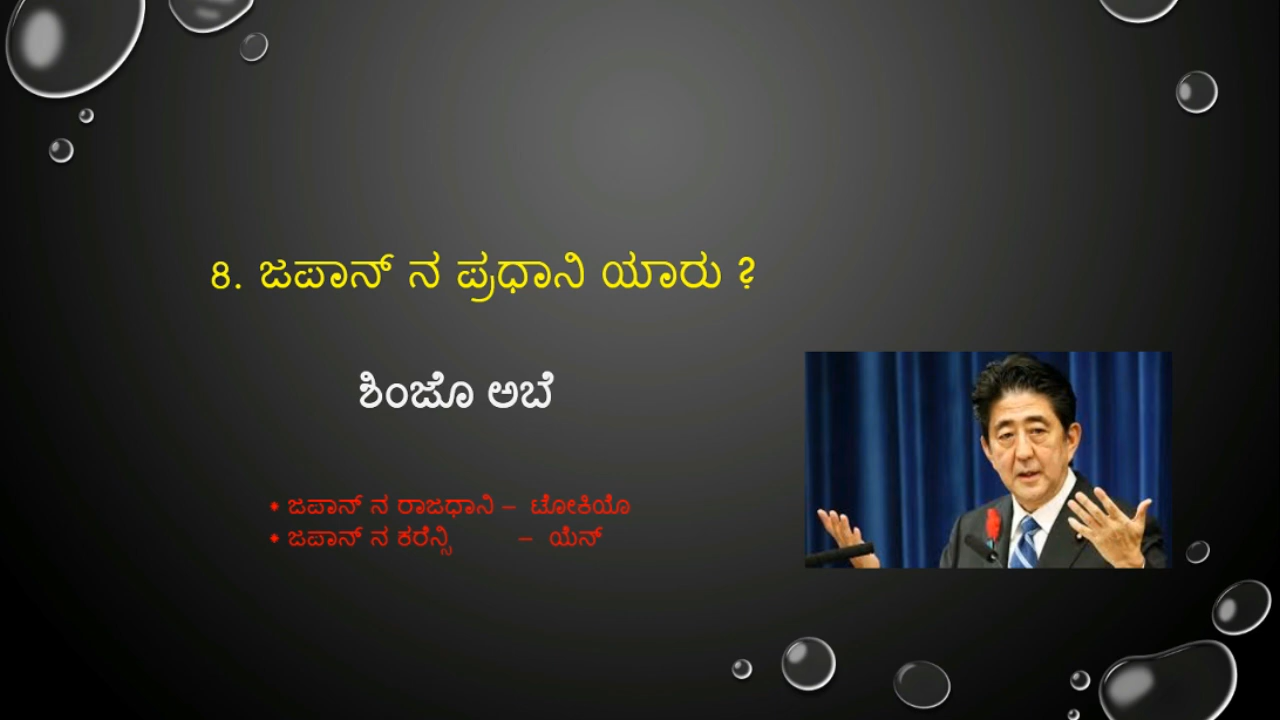 8. ಜಪಾನ್ ನ ಪ್ರಧಾನಿ ಯಾರು ?
ಶಿಂಜೊ ಅಬೆ
* ಜಪಾನ್ ನ ರಾಜಧಾನಿ – ಟೋಕಿಯೊ
* ಜಪಾನ್ ನ ಕರೆನ್ಸಿ – ಯೆನ್